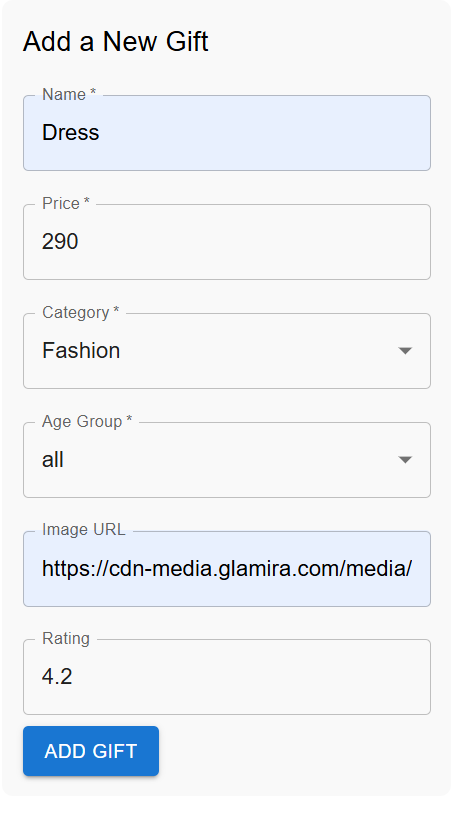 Add a New Gift
Name *
Dress
Price *
290
Category *
Fashion
Age Group *
all
Image URL
https://cdn-media.glamira.com/media/
Rating
4.2
ADD GIFT